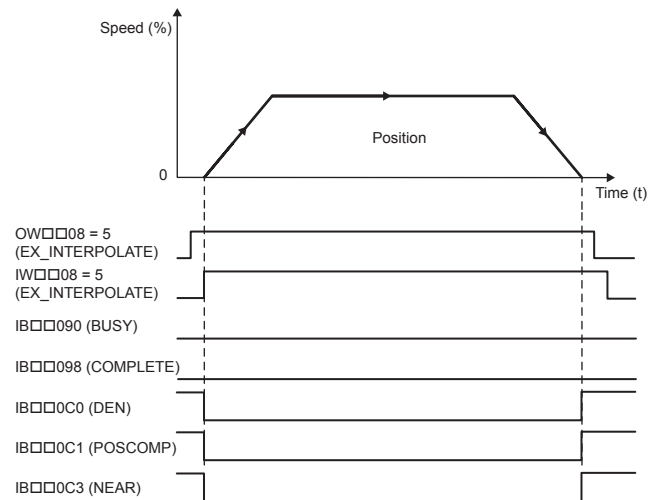 Speed (%)
Position
0
Time (t)
OW□□08 = 5
(EX_INTERPOLATE)
IW□□08 = 5
(EX_INTERPOLATE)
IB□□090 (BUSY)
IB□□098 (COMPLETE)
IB□□0C0 (DEN)
IB□□0C1 (POSCOMP)
IB□□0C3 (NEAR)